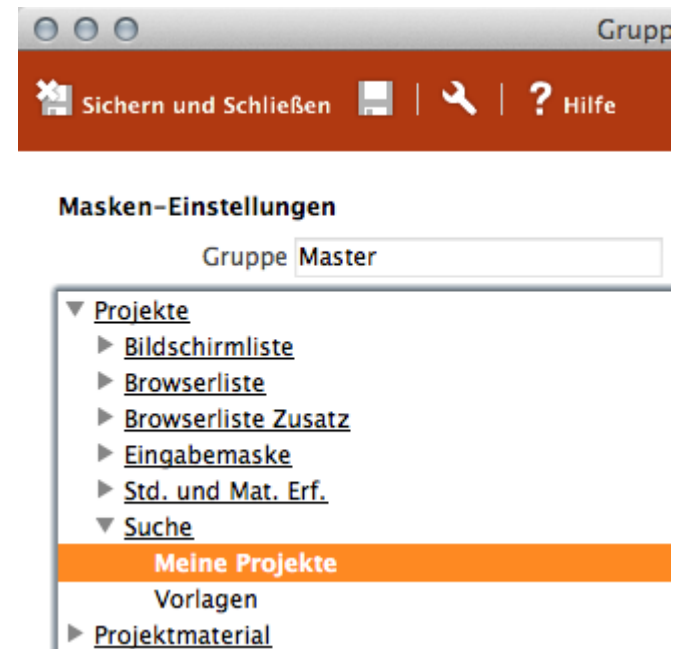 Grupp
Sichern und Schließen | | ? Hilfe
Masken-Einstellungen
Gruppe Master
Projekte
Bildschirmliste
Browserliste
Browserliste Zusatz
Eingabemaske
Std. und Mat. Erf.
Suche
Meine Projekte
Vorlagen
Projektmaterial